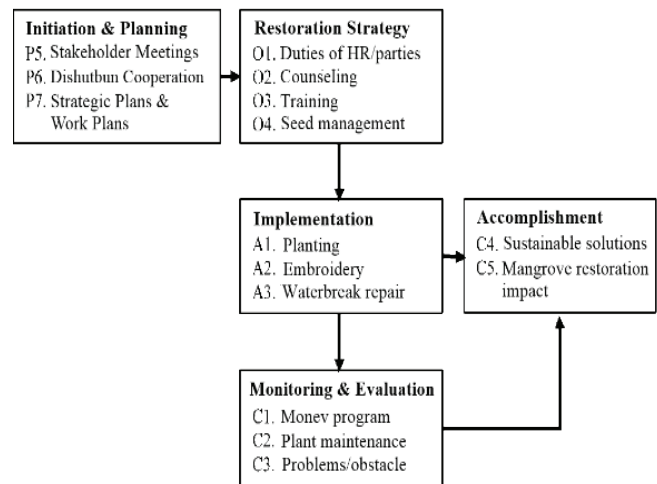 Initiation & Planning
P5. Stakeholder Meetings
P6. Dishutbun Cooperation
P7. Strategic Plans &
Work Plans
Restoration Strategy
O1. Duties of HR/parties
O2. Counseling
O3. Training
O4. Seed management
Implementation
A1. Planting
A2. Embroidery
A3. Waterbreak repair
Accomplishment
C4. Sustainable solutions
C5. Mangrove restoration
impact
Monitoring & Evaluation
C1. Monev program
C2. Plant maintenance
C3. Problems/obstacle